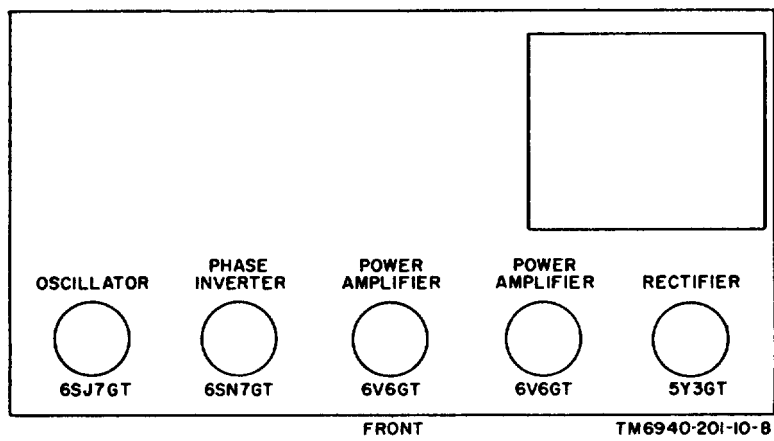 OSCILLATOR
PHASE
INVERTER
POWER
AMPLIFIER
POWER
AMPLIFIER
RECTIFIER
6SJ7GT
6SN7GT
6V6GT
6V6GT
5Y3GT
FRONT
TM6940-201-10-8